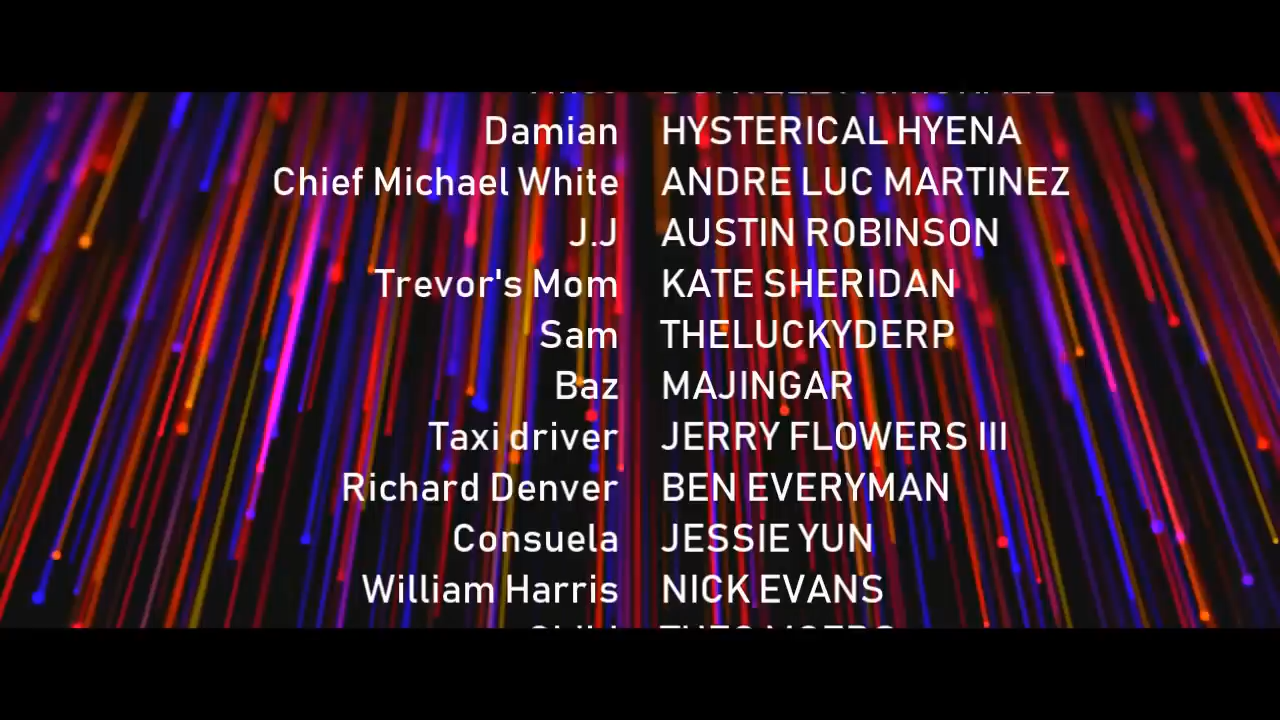 Damian HYSTERICAL HYENA
Chief Michael White ANDRE LUC MARTINEZ
J.J AUSTIN ROBINSON
Trevor's Mom KATE SHERIDAN
Sam THELUCKYDERP
Baz MAJINGAR
Taxi driver JERRY FLOWERS III
Richard Denver BEN EVERYMAN
Consuela JESSIE YUN
William Harris NICK EVANS